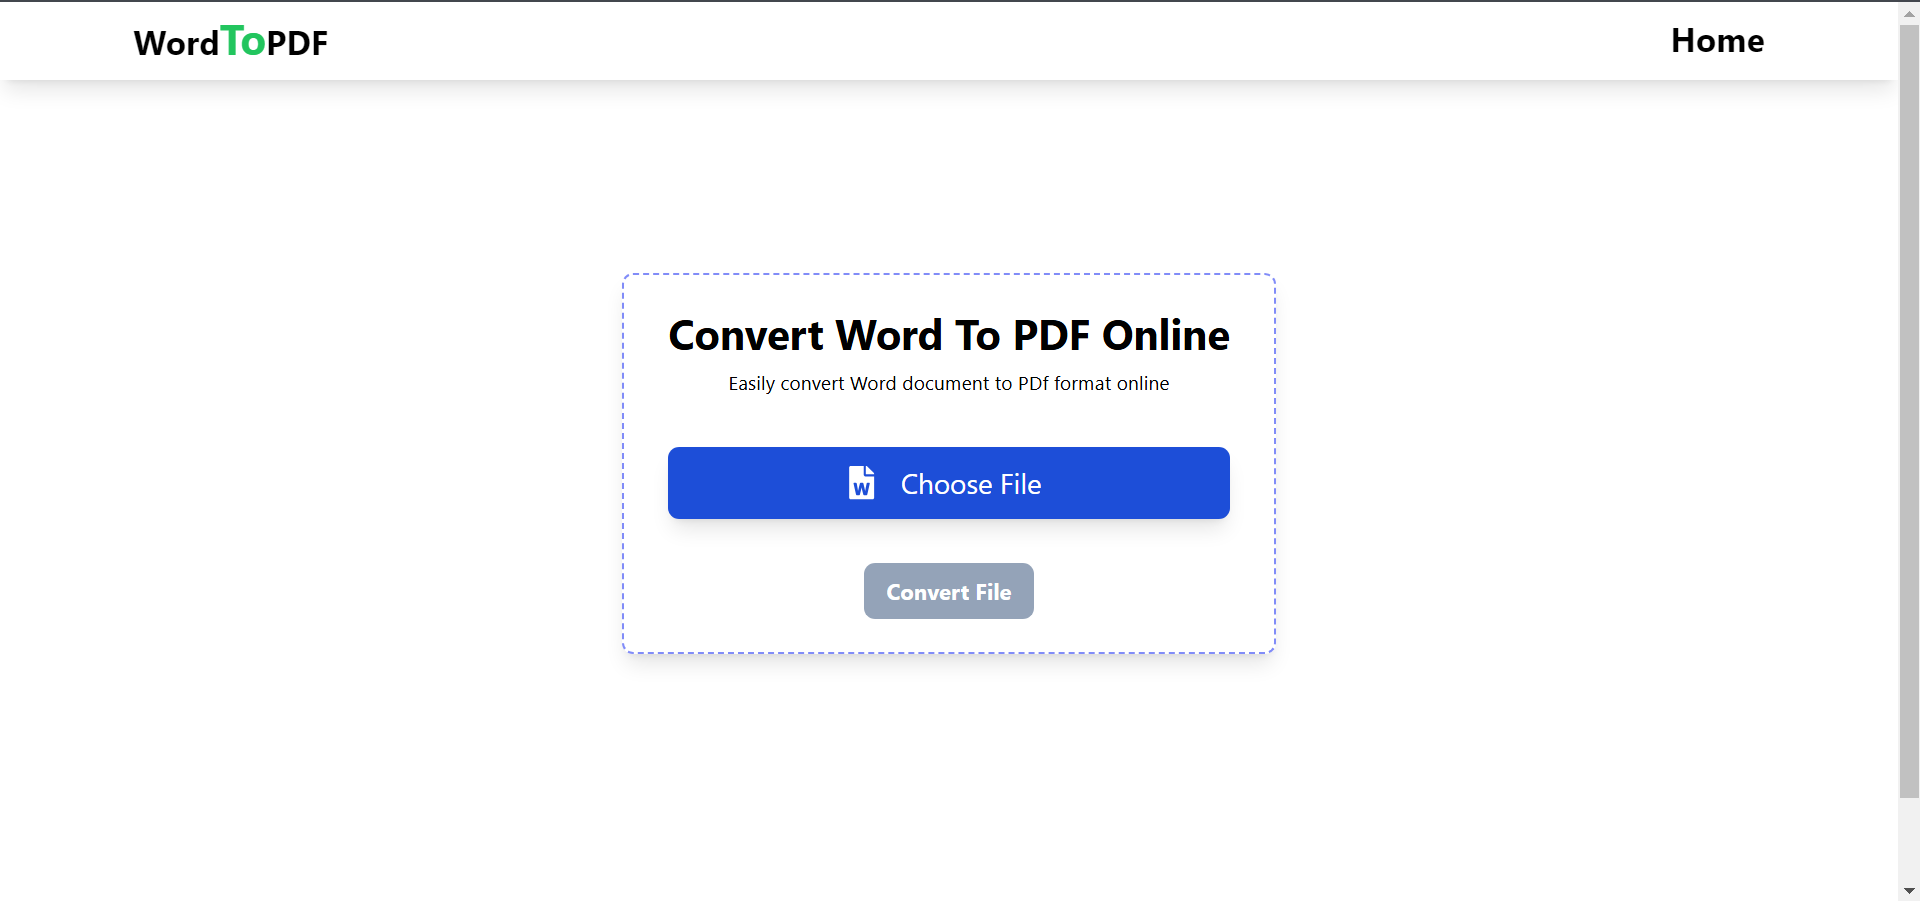 WordToPDF
Home
Convert Word To PDF Online
Easily convert Word document to PDf format online
W
Choose File
Convert File